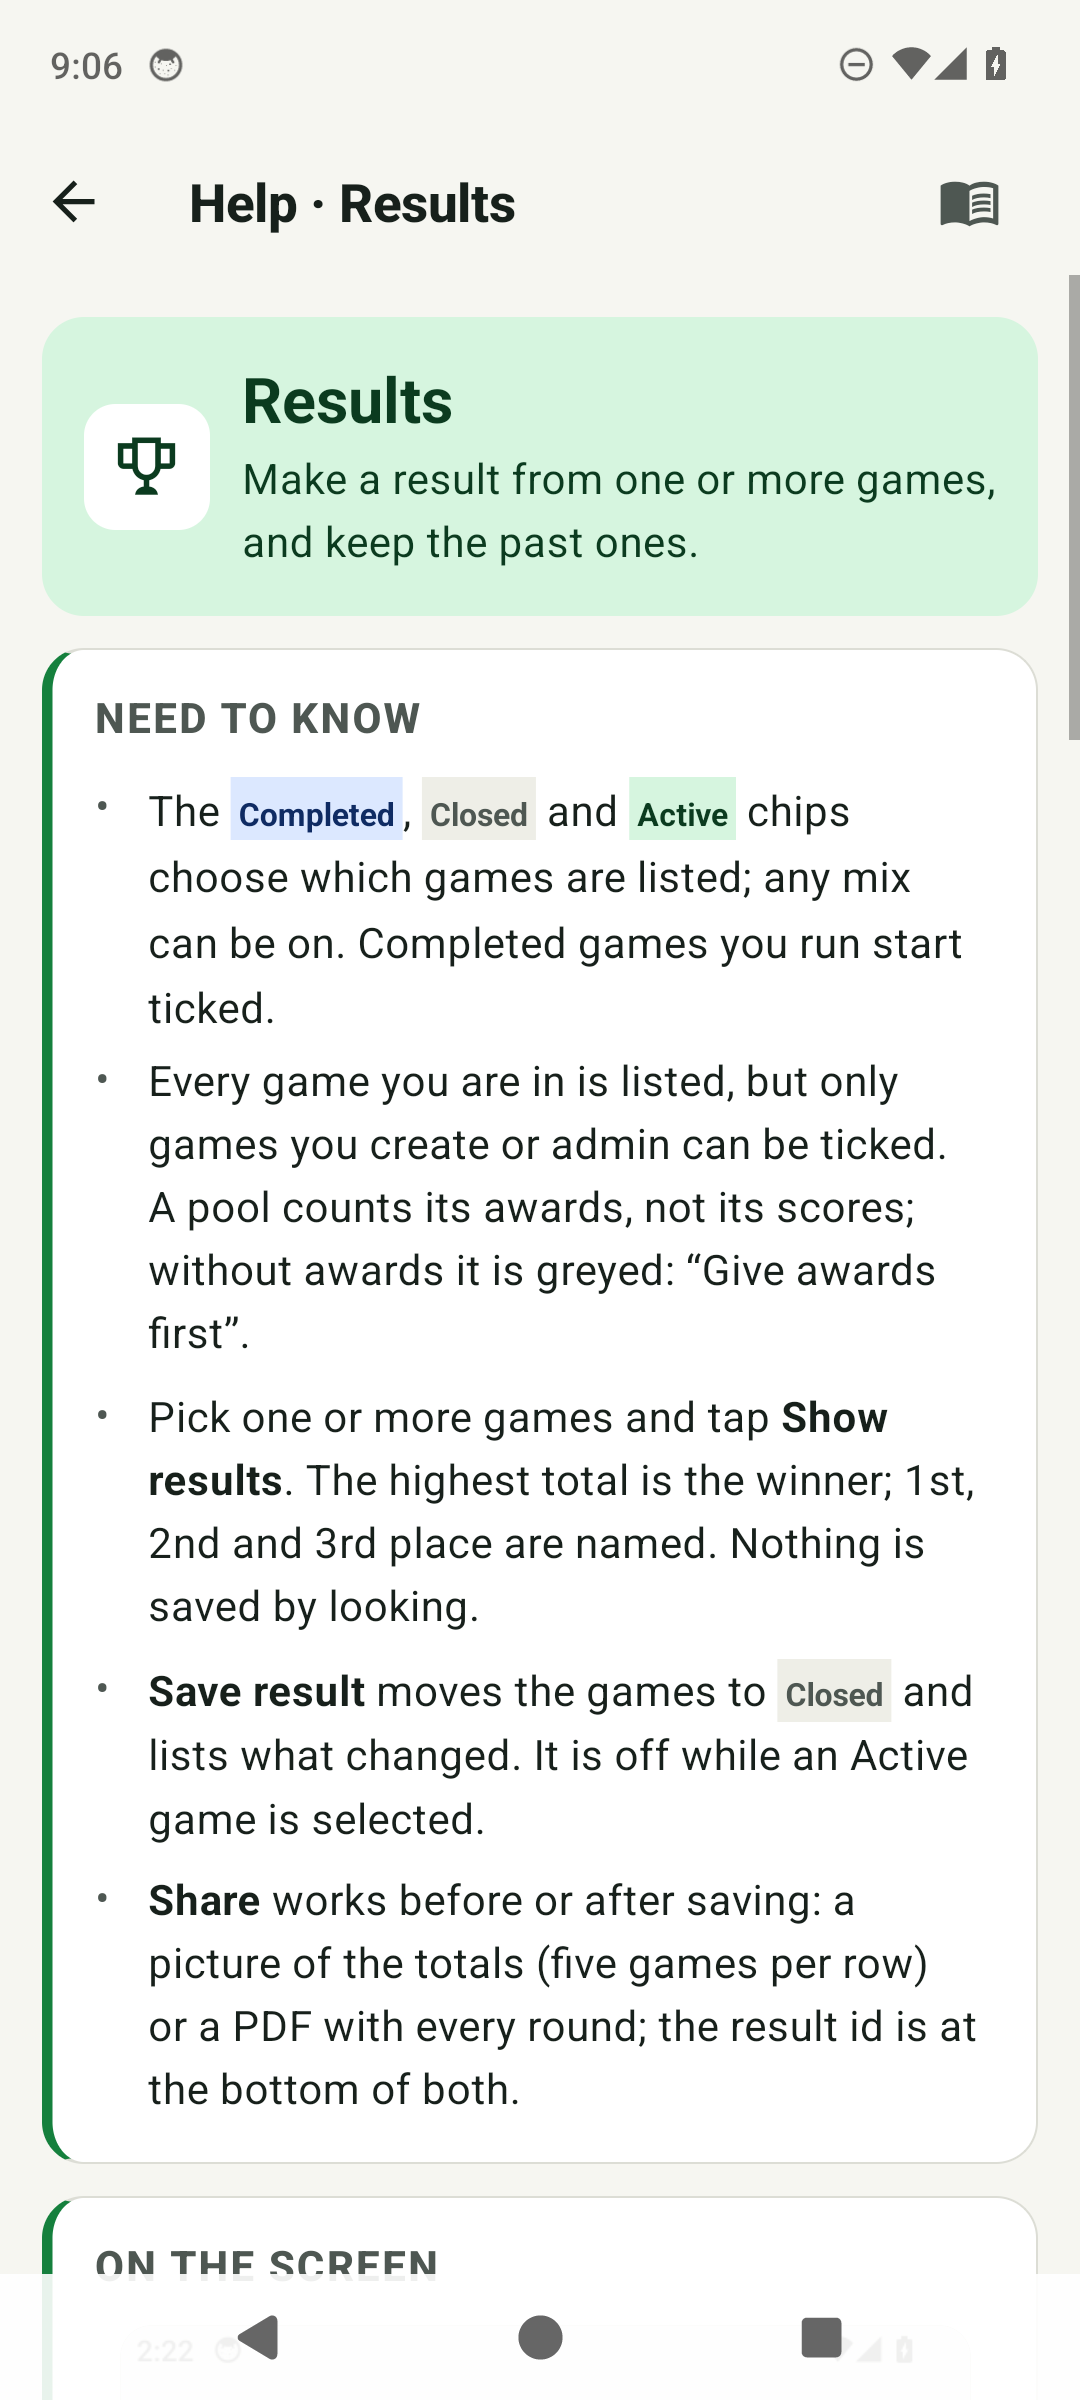 9:06
Help · Results
Results
Make a result from one or more games,
and keep the past ones.
NEED TO KNOW
• The Completed, Closed and Active chips
choose which games are listed; any mix
can be on. Completed games you run start
ticked.
• Every game you are in is listed, but only
games you create or admin can be ticked.
A pool counts its awards, not its scores;
without awards it is greyed: “Give awards
first”.
• Pick one or more games and tap Show
results. The highest total is the winner; 1st,
2nd and 3rd place are named. Nothing is
saved by looking.
• Save result moves the games to Closed and
lists what changed. It is off while an Active
game is selected.
• Share works before or after saving: a
picture of the totals (five games per row)
or a PDF with every round; the result id is at
the bottom of both.
ON THE SCREEN
2:22